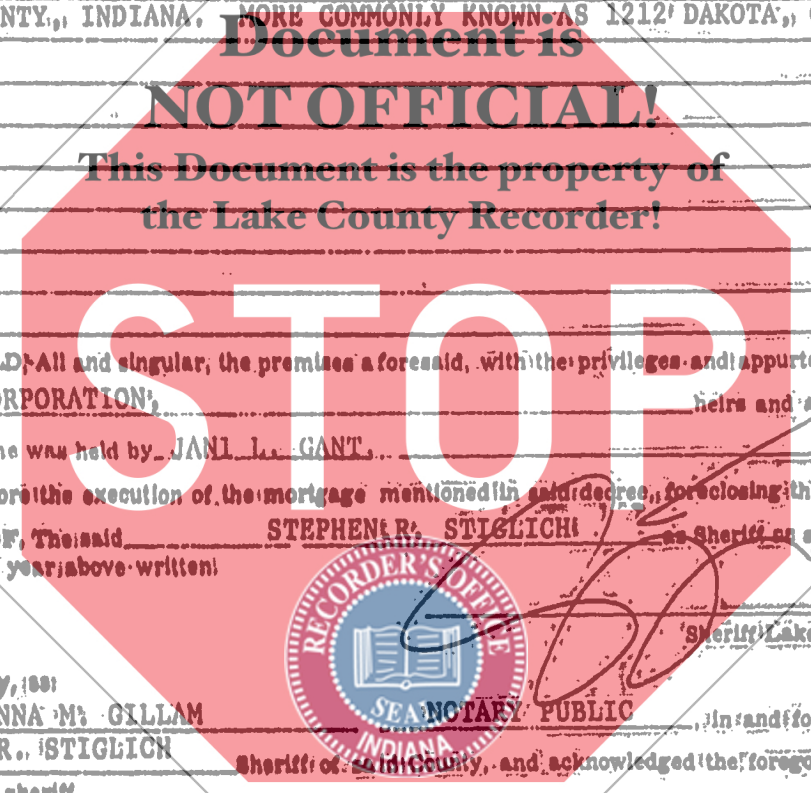 NTY, INDIANA. MORE COMMONLY KNOWN AS 1212 DAKOTA,
Document is
NOT OFFICIAL!
This Document is the property of
the Lake County Recorder!
STOP
D, All and singular, the premises aforesaid, with the privileges and appurt
RPORATION, heirs and
was held by JANI L. GANT.
ore the execution of the mortgage mentioned in said decree, foreclosing th
The said STEPHEN R. STIGLICH as Sheriff
year above written
Sheriff Lak
y, ss:
NNA M. GILLAM NOTARY PUBLIC in and fo
R. STIGLICH Sheriff of said County, and acknowledged the forego
sheriff
RECORDER'S OFFICE
SEAL
INDIANA